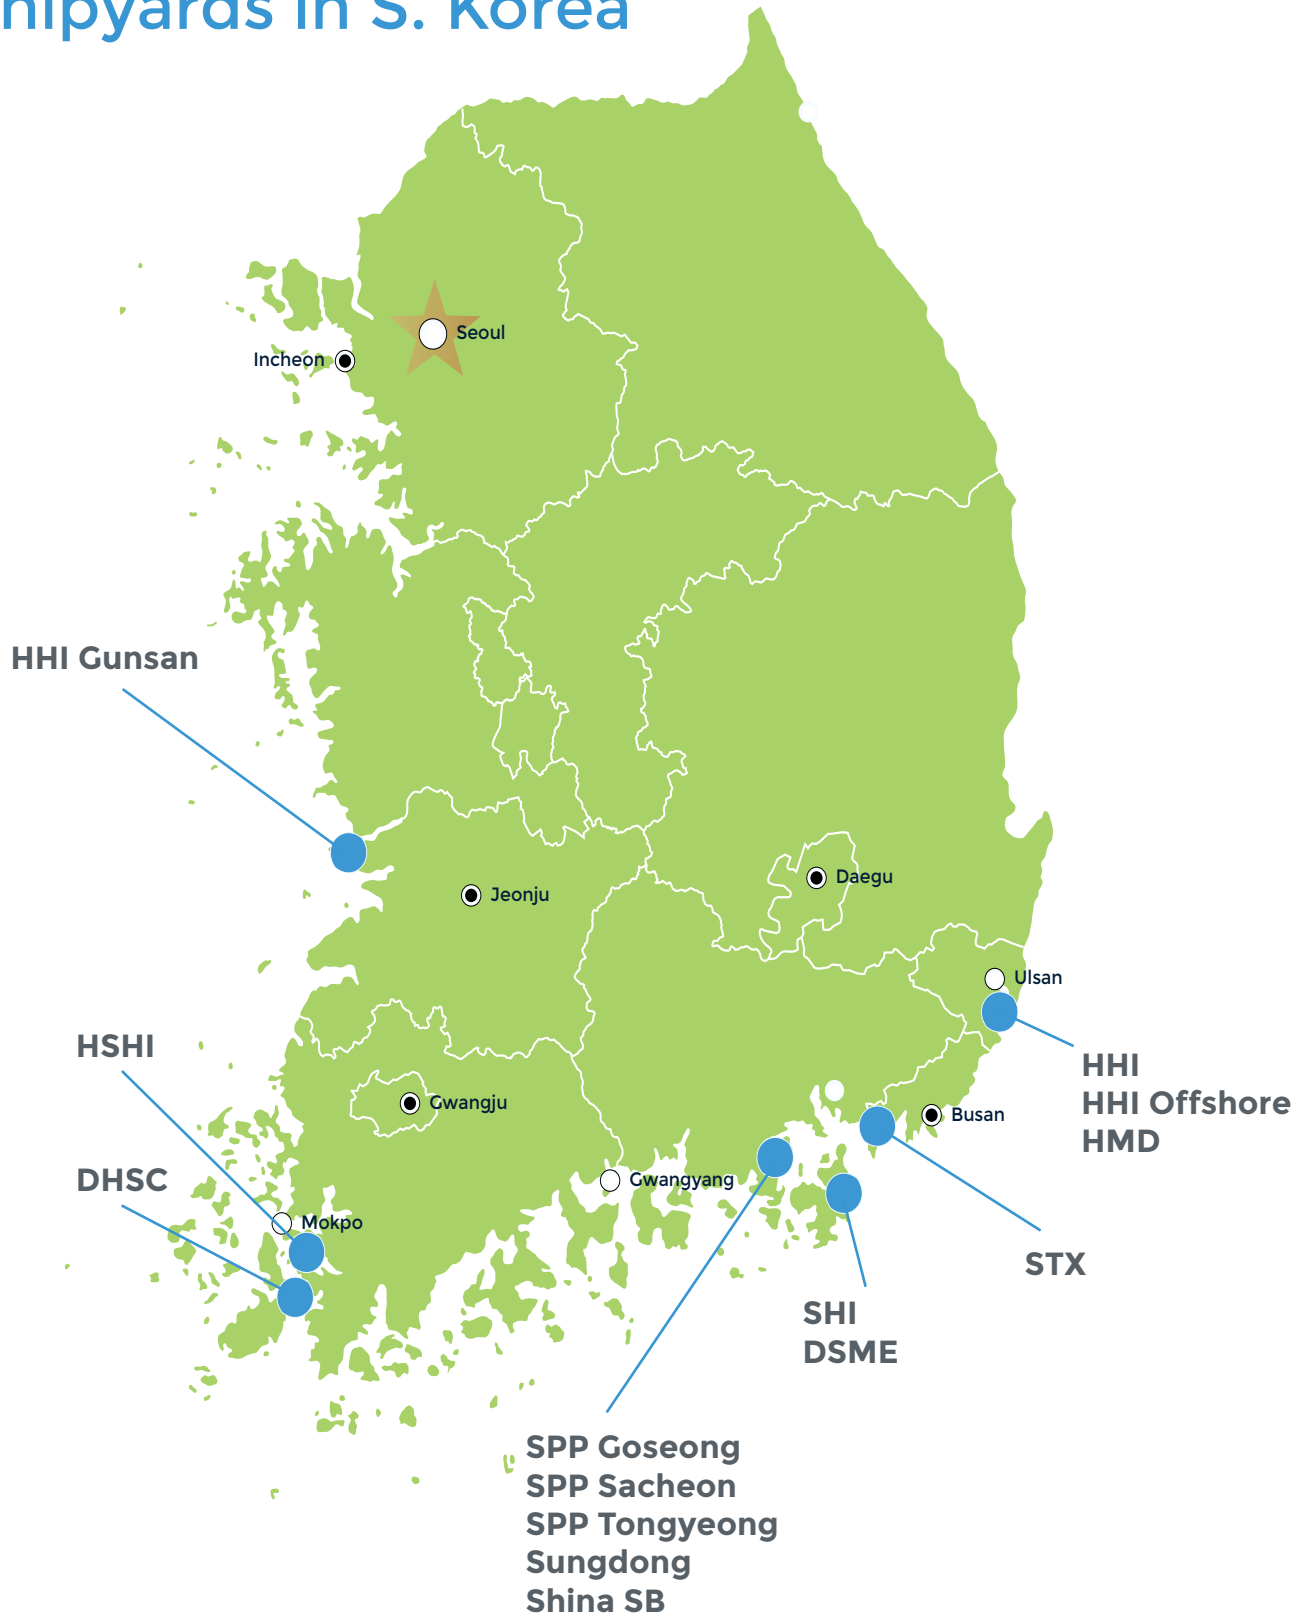 hipyards in S. Korea
Seoul
Incheon
HHI Gunsan
Daegu
Jeonju
Ulsan
HSHI
HHI
HHI Offshore
HMD
Gwangju
Busan
DHSC
Gwangyang
Mokpo
STX
SHI
DSME
SPP Goseong
SPP Sacheon
SPP Tongyeong
Sungdong
Shina SB